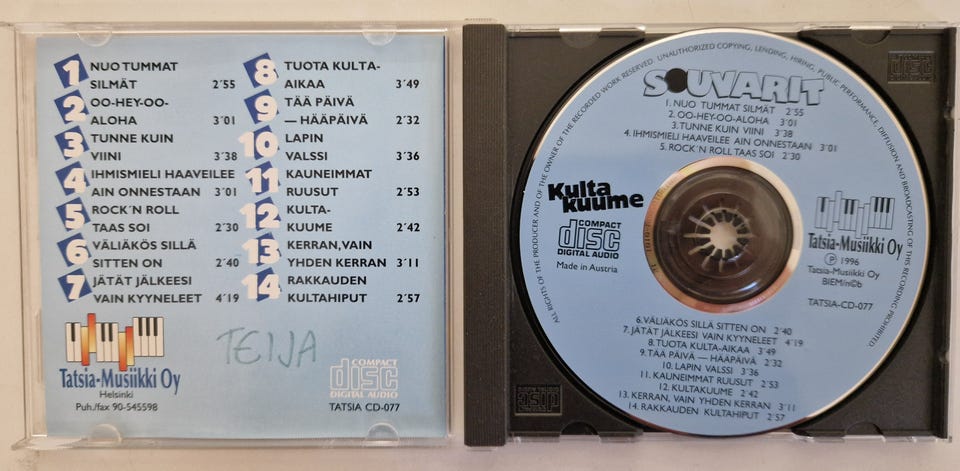 1 NUO TUMMAT
SILMÄT 2´55
2 OO-HEY-OO-
ALOHA 3´01
3 TUNNE KUIN
VIINI 3´38
4 IHMISMIELI HAAVEILEE
AIN ONNESTAAN 3´01
5 ROCK´N ROLL
TAAS SOI 2´30
6 VÄLIÄKÖS SILLÄ
SITTEN ON 2´40
7 JÄTÄT JÄLKEESI
VAIN KYYNELEET 4´19
8 TUOTA KULTA-
AIKAA 3´49
9 TÄÄ PÄIVÄ
— HÄÄPÄIVÄ 2´32
10 LAPIN
VALSSI 3´36
11 KAUNEIMMAT
RUUSUT 2´53
12 KULTA-
KUUME 2´42
13 KERRAN,VAIN
YHDEN KERRAN 3´11
14 RAKKAUDEN
KULTAHIPUT 2´57
Tatsia-Musiikki Oy
Helsinki
Puh./fax 90-545598
TEIJA
COMPACT
disc
DIGITAL AUDIO
TATSIA CD-077
ALL RIGHTS OF THE PRODUCER AND OF THE OWNER OF THE RECORDED WORK RESERVED. UNAUTHORIZED COPYING, LENDING, HIRING, PUBLIC PERFORMANCE, DIFFUSION AND BROADCASTING OF THIS RECORDING PROHIBITED.
SOUVARIT
1. NUO TUMMAT SILMÄT 2´55
2. OO-HEY-OO-ALOHA 3´01
3. TUNNE KUIN VIINI 3´38
4. IHMISMIELI HAAVEILEE AIN ONNESTAAN 3´01
5. ROCK´N ROLL TAAS SOI 2´30
Kulta
kuume
COMPACT
disc
DIGITAL AUDIO
Made in Austria
Tatsia-Musiikki Oy
Ⓟ 1996
Tatsia-Musiikki Oy
BIEM/n©b
TATSIA-CD-077
6. VÄLIÄKÖS SILLÄ SITTEN ON 2´40
7. JÄTÄT JÄLKEESI VAIN KYYNELEET 4´19
8. TUOTA KULTA-AIKAA 3´49
9. TÄÄ PÄIVÄ — HÄÄPÄIVÄ 2´32
10. LAPIN VALSSI 3´36
11. KAUNEIMMAT RUUSUT 2´53
12. KULTAKUUME 2´42
13. KERRAN, VAIN YHDEN KERRAN 3´11
14. RAKKAUDEN KULTAHIPUT 2´57